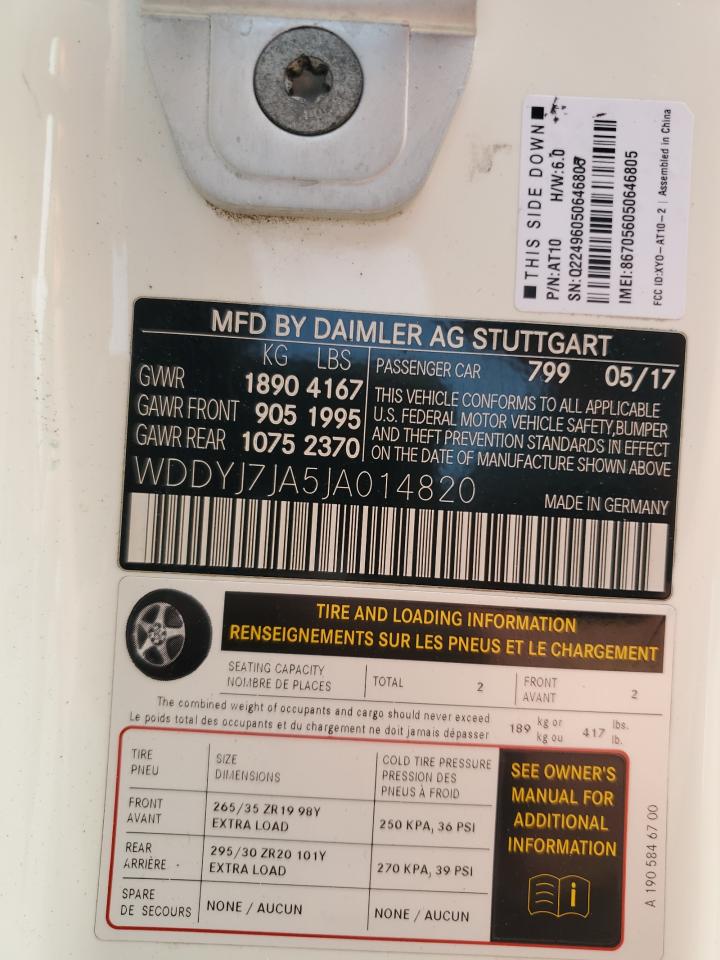 THIS SIDE DOWN
P/N:AT10 H/W:6.0
SN:Q22496050646805
IMEI:867056050646805
FCC ID:XYO-AT10-2 | Assembled in China
MFD BY DAIMLER AG STUTTGART
KG LBS
GVWR 1890 4167
GAWR FRONT 905 1995
GAWR REAR 1075 2370
PASSENGER CAR 799 05/17
THIS VEHICLE CONFORMS TO ALL APPLICABLE
U.S. FEDERAL MOTOR VEHICLE SAFETY,BUMPER
AND THEFT PREVENTION STANDARDS IN EFFECT
ON THE DATE OF MANUFACTURE SHOWN ABOVE
WDDYJ7JA5JA014820
MADE IN GERMANY
TIRE AND LOADING INFORMATION
RENSEIGNEMENTS SUR LES PNEUS ET LE CHARGEMENT
SEATING CAPACITY
NOMBRE DE PLACES
TOTAL 2
FRONT
AVANT
2
The combined weight of occupants and cargo should never exceed
Le poids total des occupants et du chargement ne doit jamais dépasser
189 kg or
kg ou
417 lbs.
lb.
TIRE
PNEU
SIZE
DIMENSIONS
COLD TIRE PRESSURE
PRESSION DES
PNEUS À FROID
FRONT
AVANT
265/35 ZR19 98Y
EXTRA LOAD
250 KPA, 36 PSI
REAR
ARRIÈRE
295/30 ZR20 101Y
EXTRA LOAD
270 KPA, 39 PSI
SPARE
DE SECOURS
NONE / AUCUN
NONE / AUCUN
SEE OWNER'S
MANUAL FOR
ADDITIONAL
INFORMATION
i
A 190 584 67 00